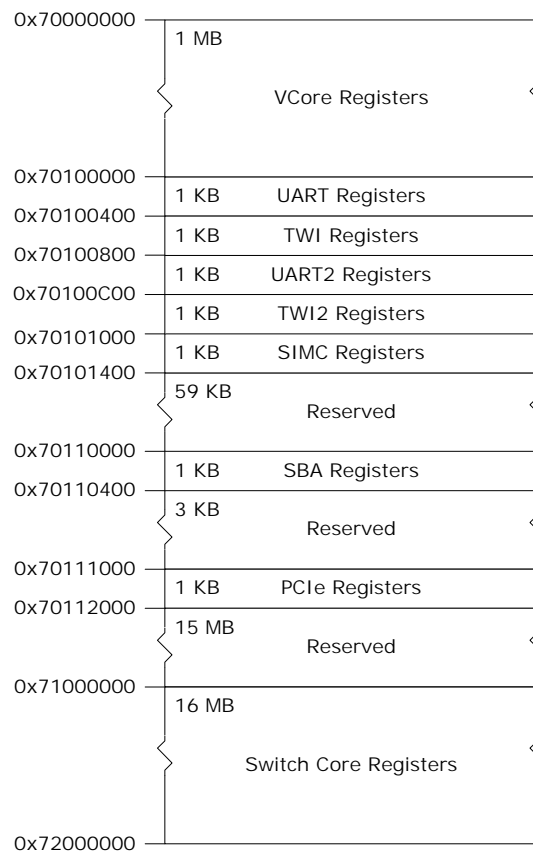 0x70000000
1 MB
VCore Registers
0x70100000
1 KB UART Registers
0x70100400
1 KB TWI Registers
0x70100800
1 KB UART2 Registers
0x70100C00
1 KB TWI2 Registers
0x70101000
1 KB SIMC Registers
0x70101400
59 KB
Reserved
0x70110000
1 KB SBA Registers
0x70110400
3 KB
Reserved
0x70111000
1 KB PCIe Registers
0x70112000
15 MB
Reserved
0x71000000
16 MB
Switch Core Registers
0x72000000